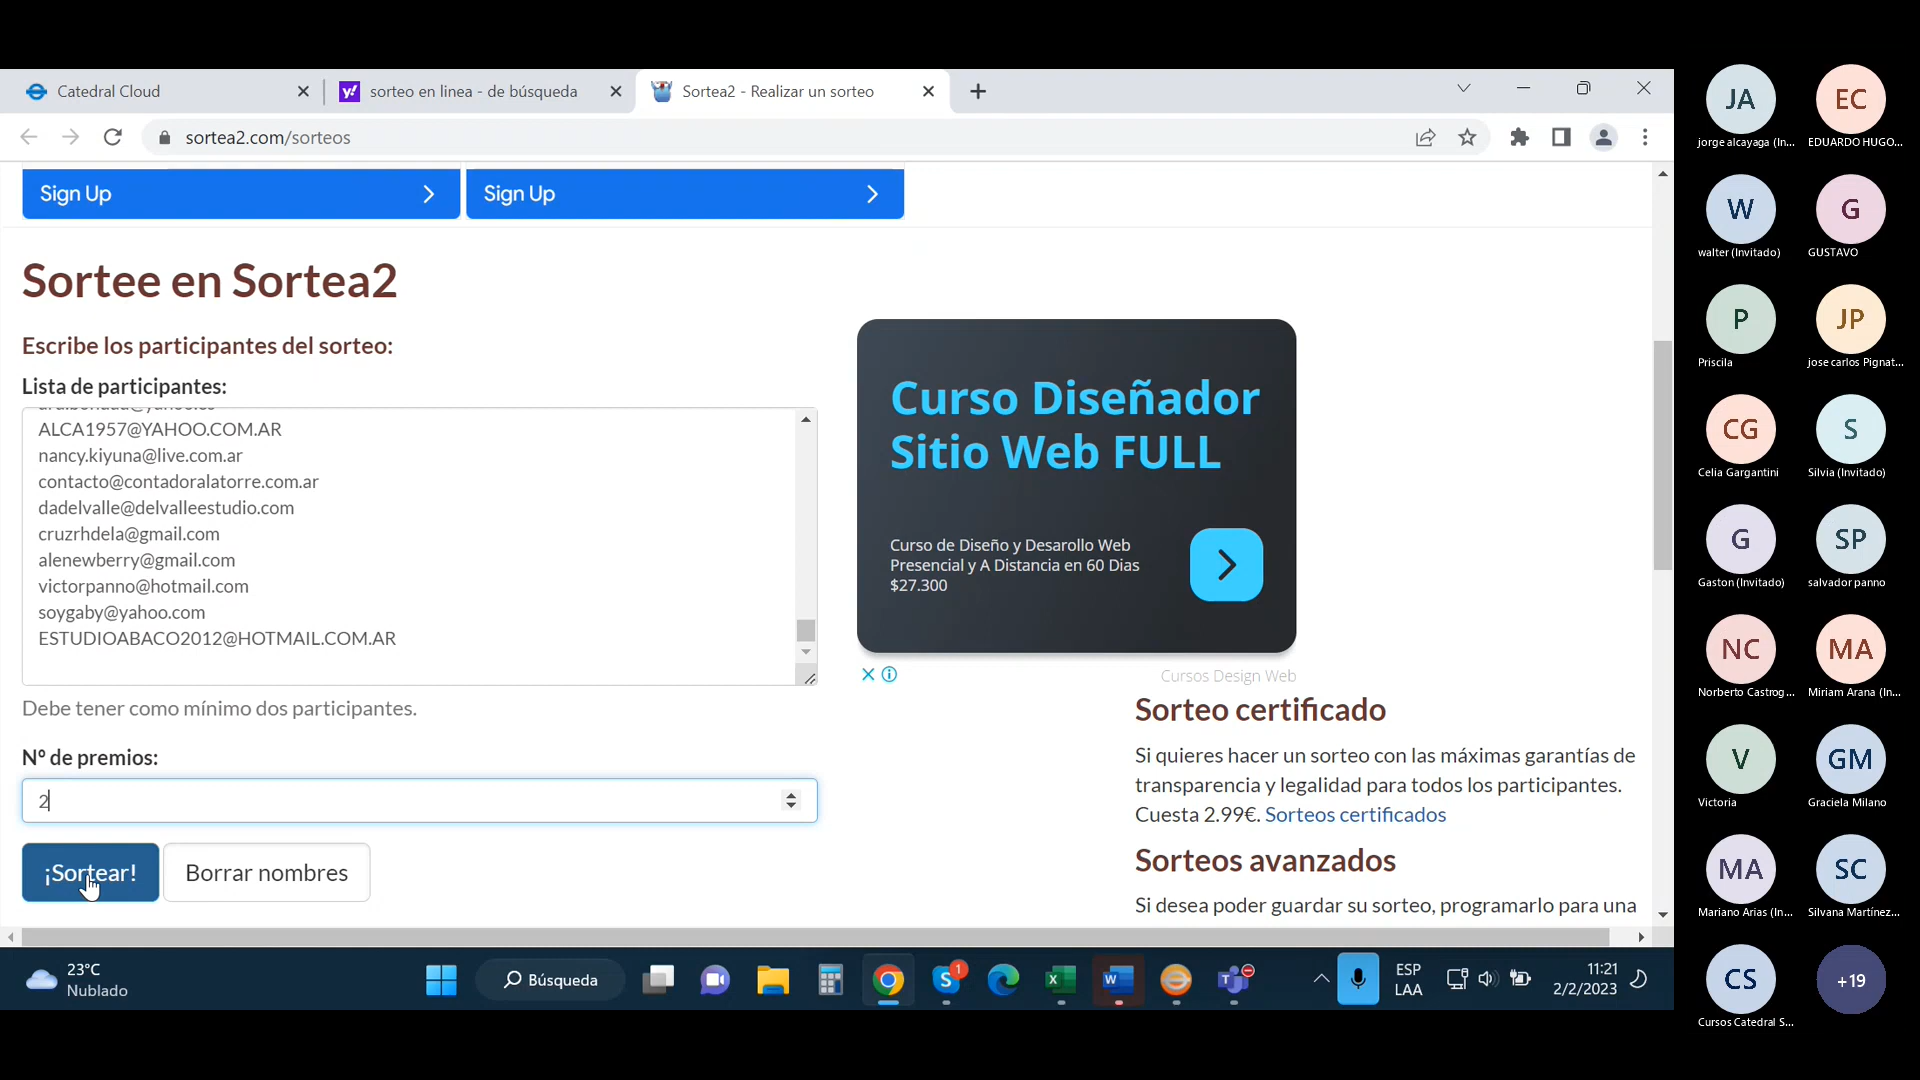 Catedral Cloud
sorteo en linea - de búsqueda
Sortea2 - Realizar un sorteo
sortea2.com/sorteos
Sign Up
Sign Up
Sortee en Sortea2
Escribe los participantes del sorteo:
Lista de participantes:
ALCA1957@YAHOO.COM.AR
nancy.kiyuna@live.com.ar
contacto@contadoralatorre.com.ar
dadelvalle@delvalleestudio.com
cruzrhdela@gmail.com
alenewberry@gmail.com
victorpanno@hotmail.com
soygaby@yahoo.com
ESTUDIOABACO2012@HOTMAIL.COM.AR
Debe tener como mínimo dos participantes.
Nº de premios:
2
¡Sortear!
Borrar nombres
Curso Diseñador
Sitio Web FULL
Curso de Diseño y Desarollo Web
Presencial y A Distancia en 60 Dias
$27.300
Cursos Design Web
Sorteo certificado
Si quieres hacer un sorteo con las máximas garantías de
transparencia y legalidad para todos los participantes.
Cuesta 2.99€. Sorteos certificados
Sorteos avanzados
Si desea poder guardar su sorteo, programarlo para una
23°C
Nublado
Búsqueda
1
ESP
LAA
11:21
2/2/2023
JA
jorge alcayaga (In...
EC
EDUARDO HUGO...
W
walter (Invitado)
G
GUSTAVO
P
Priscila
JP
jose carlos Pignat...
CG
Celia Gargantini
S
Silvia (Invitado)
G
Gaston (Invitado)
SP
salvador panno
NC
Norberto Castrog...
MA
Miriam Arana (In...
V
Victoria
GM
Graciela Milano
MA
Mariano Arias (In...
SC
Silvana Martínez...
CS
Cursos Catedral S...
+19